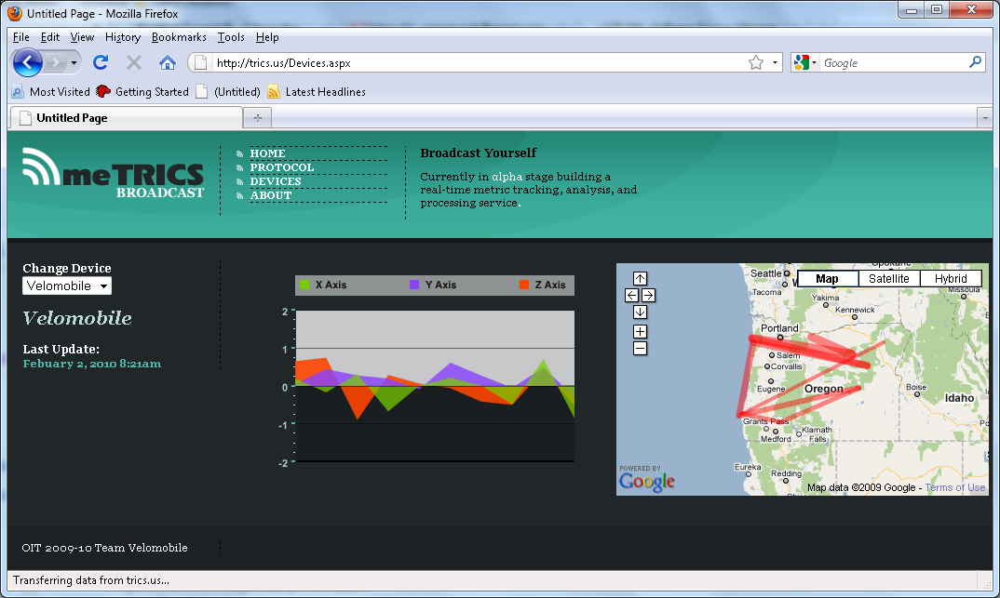 Untitled Page - Mozilla Firefox
File Edit View History Bookmarks Tools Help
http://trics.us/Devices.aspx
Google
Most Visited Getting Started (Untitled) Latest Headlines
Untitled Page
meTRICS
BROADCAST
HOME
PROTOCOL
DEVICES
ABOUT
Broadcast Yourself
Currently in αlpha stage building a
real-time metric tracking, analysis, and
processing service.
Change Device
Velomobile
Velomobile
Last Update:
Febuary 2, 2010 8:21am
X Axis Y Axis Z Axis
2
1
0
-1
-2
Spokane
Seattle
Map Satellite Hybrid
Tacoma
Missoula
Yakima
Kennewick
Portland
Salem
Corvallis
Eugene
Oregon
Boise
Idaho
Grants Pass
Klamath
Falls
Medford
Eureka
Redding
POWERED BY
Google
Map data ©2009 Google - Terms of Use
OIT 2009-10 Team Velomobile
Transferring data from trics.us...